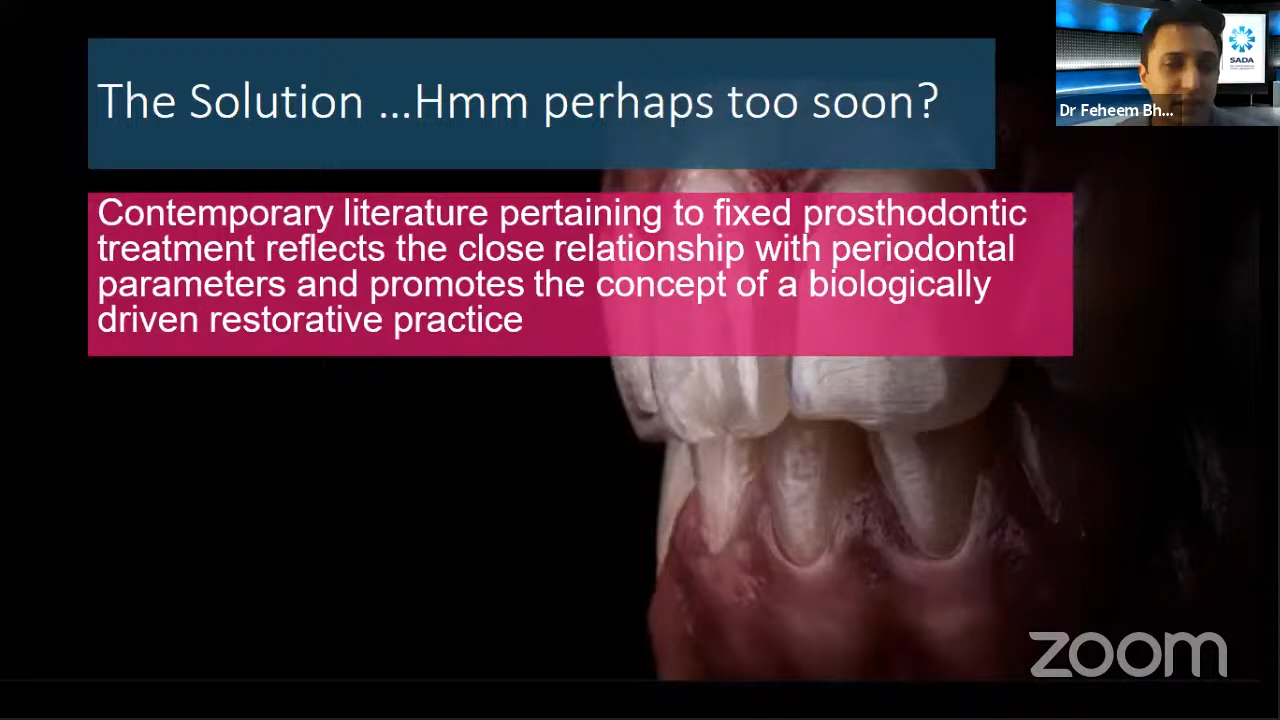 The Solution ...Hmm perhaps too soon?
Contemporary literature pertaining to fixed prosthodontic
treatment reflects the close relationship with periodontal
parameters and promotes the concept of a biologically
driven restorative practice
SADA
Dr Feheem Bh...
zoom